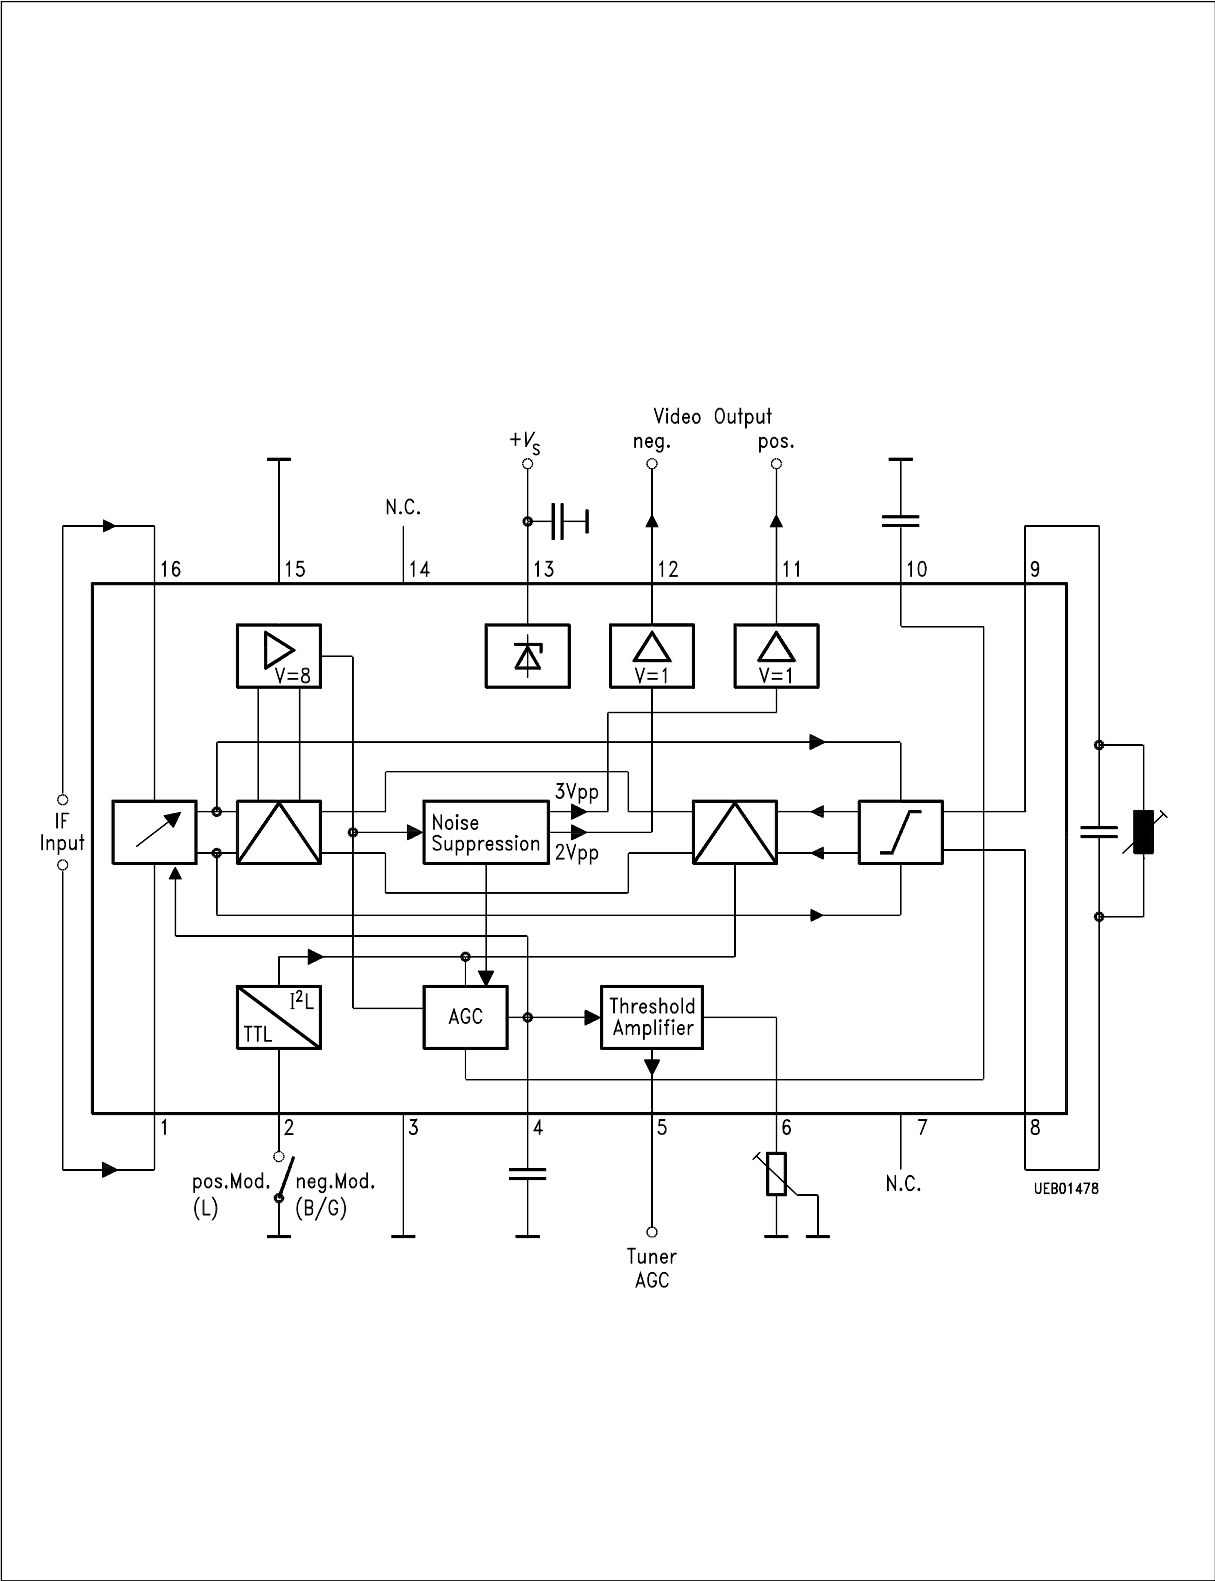 Video Output
+VS
neg.
pos.
N.C.
16
15
14
13
12
11
10
9
V=8
V=1
V=1
IF
Input
Noise
Suppression
3Vpp
2Vpp
I²L
TTL
AGC
Threshold
Amplifier
1
2
3
4
5
6
7
8
pos.Mod.
(L)
neg.Mod.
(B/G)
N.C.
UEB01478
Tuner
AGC